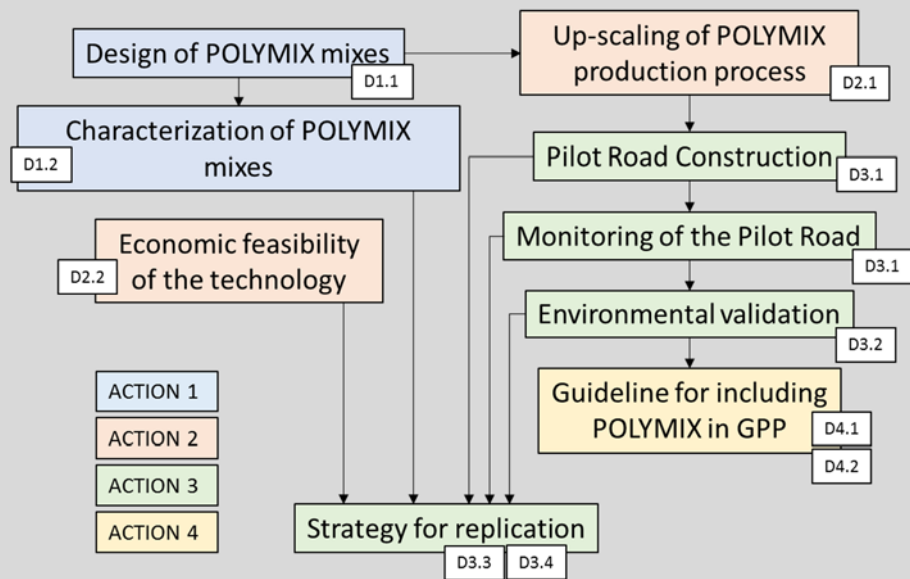 Design of POLYMIX mixes
D1.1
Up-scaling of POLYMIX
production process
D2.1
Characterization of POLYMIX
mixes
D1.2
Pilot Road Construction
D3.1
Economic feasibility
of the technology
D2.2
Monitoring of the Pilot Road
D3.1
Environmental validation
D3.2
Guideline for including
POLYMIX in GPP
D4.1
D4.2
ACTION 1
ACTION 2
ACTION 3
ACTION 4
Strategy for replication
D3.3
D3.4